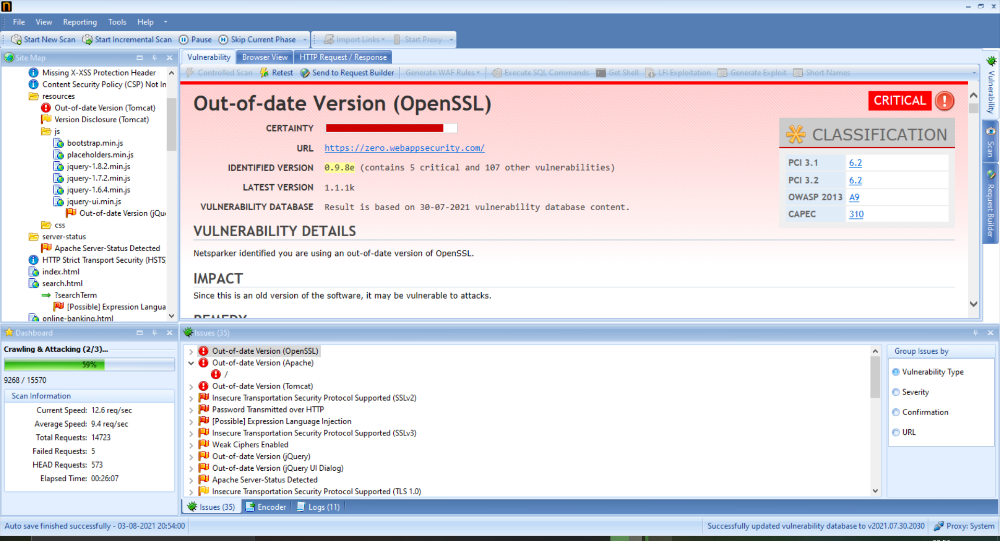 File View Reporting Tools Help
Start New Scan Start Incremental Scan Pause Skip Current Phase Import Links Start Proxy
Site Map
Missing X-XSS Protection Header
Content Security Policy (CSP) Not In
resources
Out-of-date Version (Tomcat)
Version Disclosure (Tomcat)
js
bootstrap.min.js
placeholders.min.js
jquery-1.8.2.min.js
jquery-1.7.2.min.js
jquery-1.6.4.min.js
jquery-ui.min.js
Out-of-date Version (jQu
css
server-status
Apache Server-Status Detected
HTTP Strict Transport Security (HSTS
index.html
search.html
?searchTerm
[Possible] Expression Langua
online-banking.html
Vulnerability Browser View HTTP Request / Response
Controlled Scan Retest Send to Request Builder Generate WAF Rules Execute SQL Commands Get Shell LFI Exploitation Generate Exploit Short Names
Out-of-date Version (OpenSSL)
CRITICAL
CERTAINTY
URL https://zero.webappsecurity.com/
IDENTIFIED VERSION 0.9.8e (contains 5 critical and 107 other vulnerabilities)
LATEST VERSION 1.1.1k
VULNERABILITY DATABASE Result is based on 30-07-2021 vulnerability database content.
CLASSIFICATION
PCI 3.1 6.2
PCI 3.2 6.2
OWASP 2013 A9
CAPEC 310
VULNERABILITY DETAILS
Netsparker identified you are using an out-of-date version of OpenSSL.
IMPACT
Since this is an old version of the software, it may be vulnerable to attacks.
REMEDY
Vulnerability
Scan
Request Builder
Dashboard
Crawling & Attacking (2/3)...
59%
9268 / 15570
Scan Information
Current Speed: 12.6 req/sec
Average Speed: 9.4 req/sec
Total Requests: 14723
Failed Requests: 5
HEAD Requests: 573
Elapsed Time: 00:26:07
Issues (35)
Out-of-date Version (OpenSSL)
Out-of-date Version (Apache)
/
Out-of-date Version (Tomcat)
Insecure Transportation Security Protocol Supported (SSLv2)
Password Transmitted over HTTP
[Possible] Expression Language Injection
Insecure Transportation Security Protocol Supported (SSLv3)
Weak Ciphers Enabled
Out-of-date Version (jQuery)
Out-of-date Version (jQuery UI Dialog)
Apache Server-Status Detected
Insecure Transportation Security Protocol Supported (TLS 1.0)
Group Issues by
Vulnerability Type
Severity
Confirmation
URL
Issues (35) Encoder Logs (11)
Auto save finished successfully - 03-08-2021 20:54:00
Successfully updated vulnerability database to v2021.07.30.2030
Proxy: System